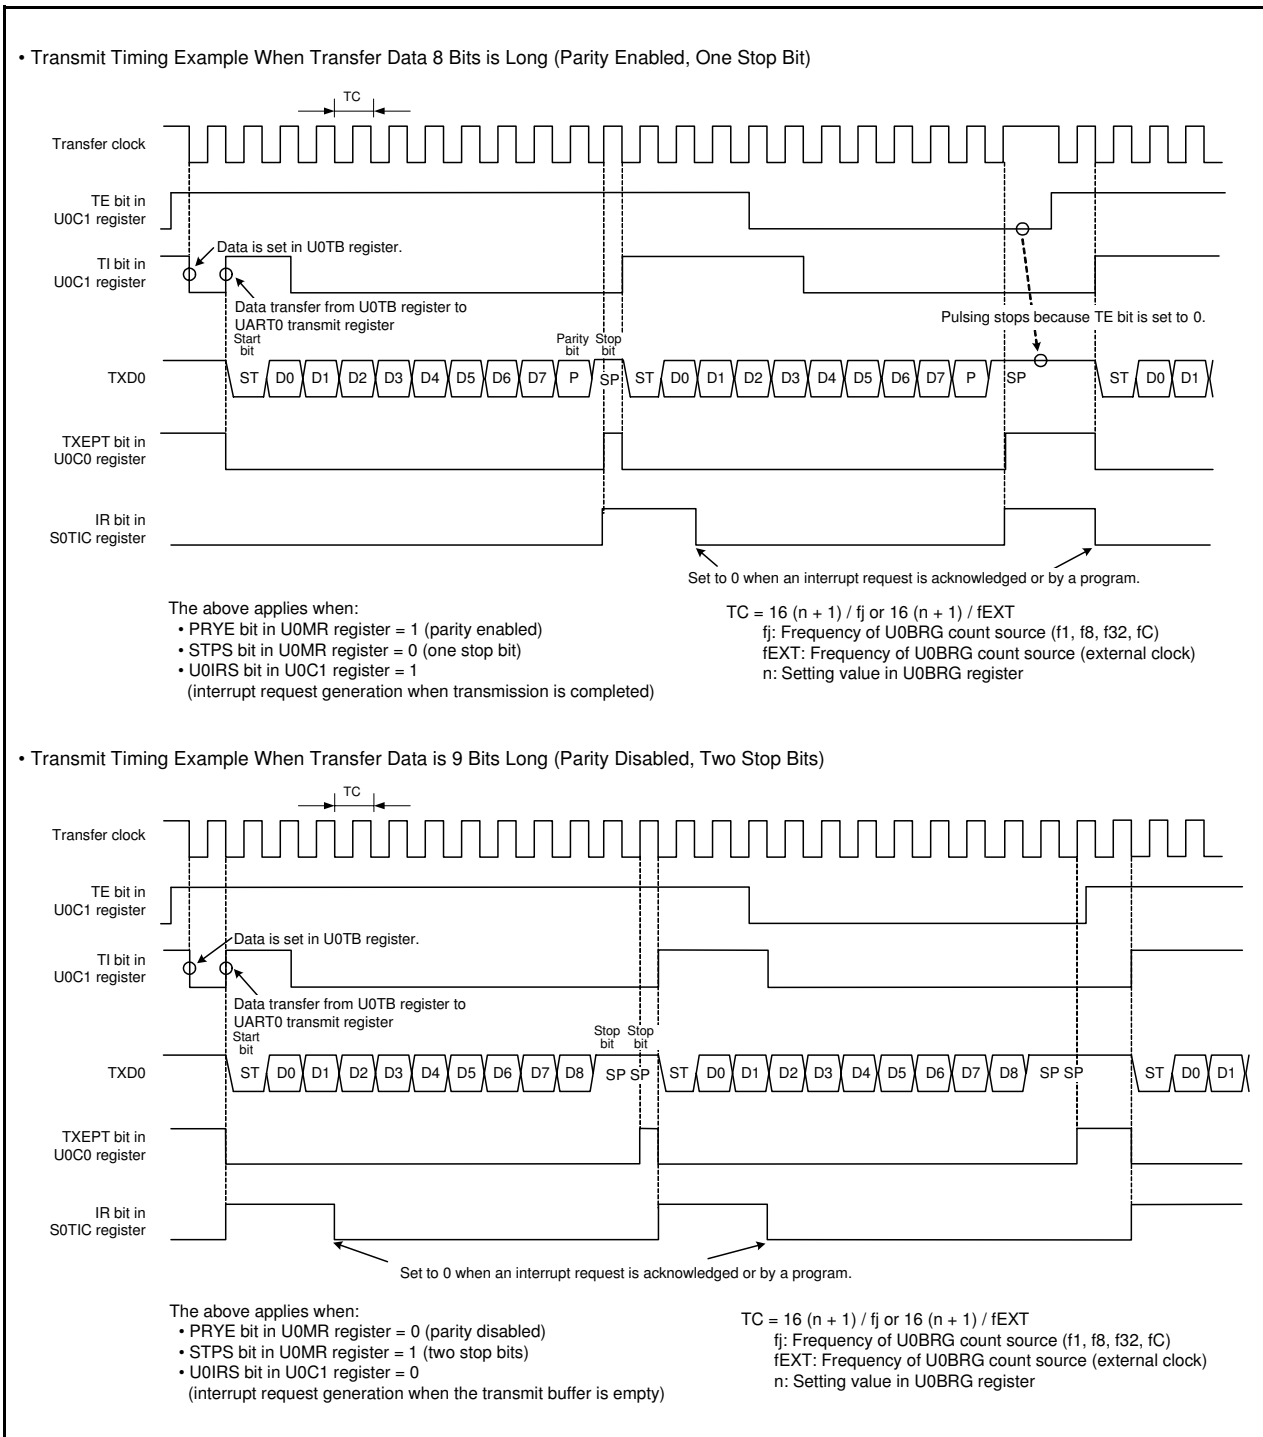 • Transmit Timing Example When Transfer Data 8 Bits is Long (Parity Enabled, One Stop Bit)
TC
Transfer clock
TE bit in
U0C1 register
Data is set in U0TB register.
TI bit in
U0C1 register
Data transfer from U0TB register to
UART0 transmit register
Pulsing stops because TE bit is set to 0.
Start
bit
Parity
bit
Stop
bit
TXD0
ST D0 D1 D2 D3 D4 D5 D6 D7 P SP ST D0 D1 D2 D3 D4 D5 D6 D7 P SP ST D0 D1
TXEPT bit in
U0C0 register
IR bit in
S0TIC register
Set to 0 when an interrupt request is acknowledged or by a program.
The above applies when:
• PRYE bit in U0MR register = 1 (parity enabled)
• STPS bit in U0MR register = 0 (one stop bit)
• U0IRS bit in U0C1 register = 1
(interrupt request generation when transmission is completed)
TC = 16 (n + 1) / fj or 16 (n + 1) / fEXT
fj: Frequency of U0BRG count source (f1, f8, f32, fC)
fEXT: Frequency of U0BRG count source (external clock)
n: Setting value in U0BRG register
• Transmit Timing Example When Transfer Data is 9 Bits Long (Parity Disabled, Two Stop Bits)
TC
Transfer clock
TE bit in
U0C1 register
Data is set in U0TB register.
TI bit in
U0C1 register
Data transfer from U0TB register to
UART0 transmit register
Start
bit
Stop
bit
Stop
bit
TXD0
ST D0 D1 D2 D3 D4 D5 D6 D7 D8 SP SP ST D0 D1 D2 D3 D4 D5 D6 D7 D8 SP SP ST D0 D1
TXEPT bit in
U0C0 register
IR bit in
S0TIC register
Set to 0 when an interrupt request is acknowledged or by a program.
The above applies when:
• PRYE bit in U0MR register = 0 (parity disabled)
• STPS bit in U0MR register = 1 (two stop bits)
• U0IRS bit in U0C1 register = 0
(interrupt request generation when the transmit buffer is empty)
TC = 16 (n + 1) / fj or 16 (n + 1) / fEXT
fj: Frequency of U0BRG count source (f1, f8, f32, fC)
fEXT: Frequency of U0BRG count source (external clock)
n: Setting value in U0BRG register